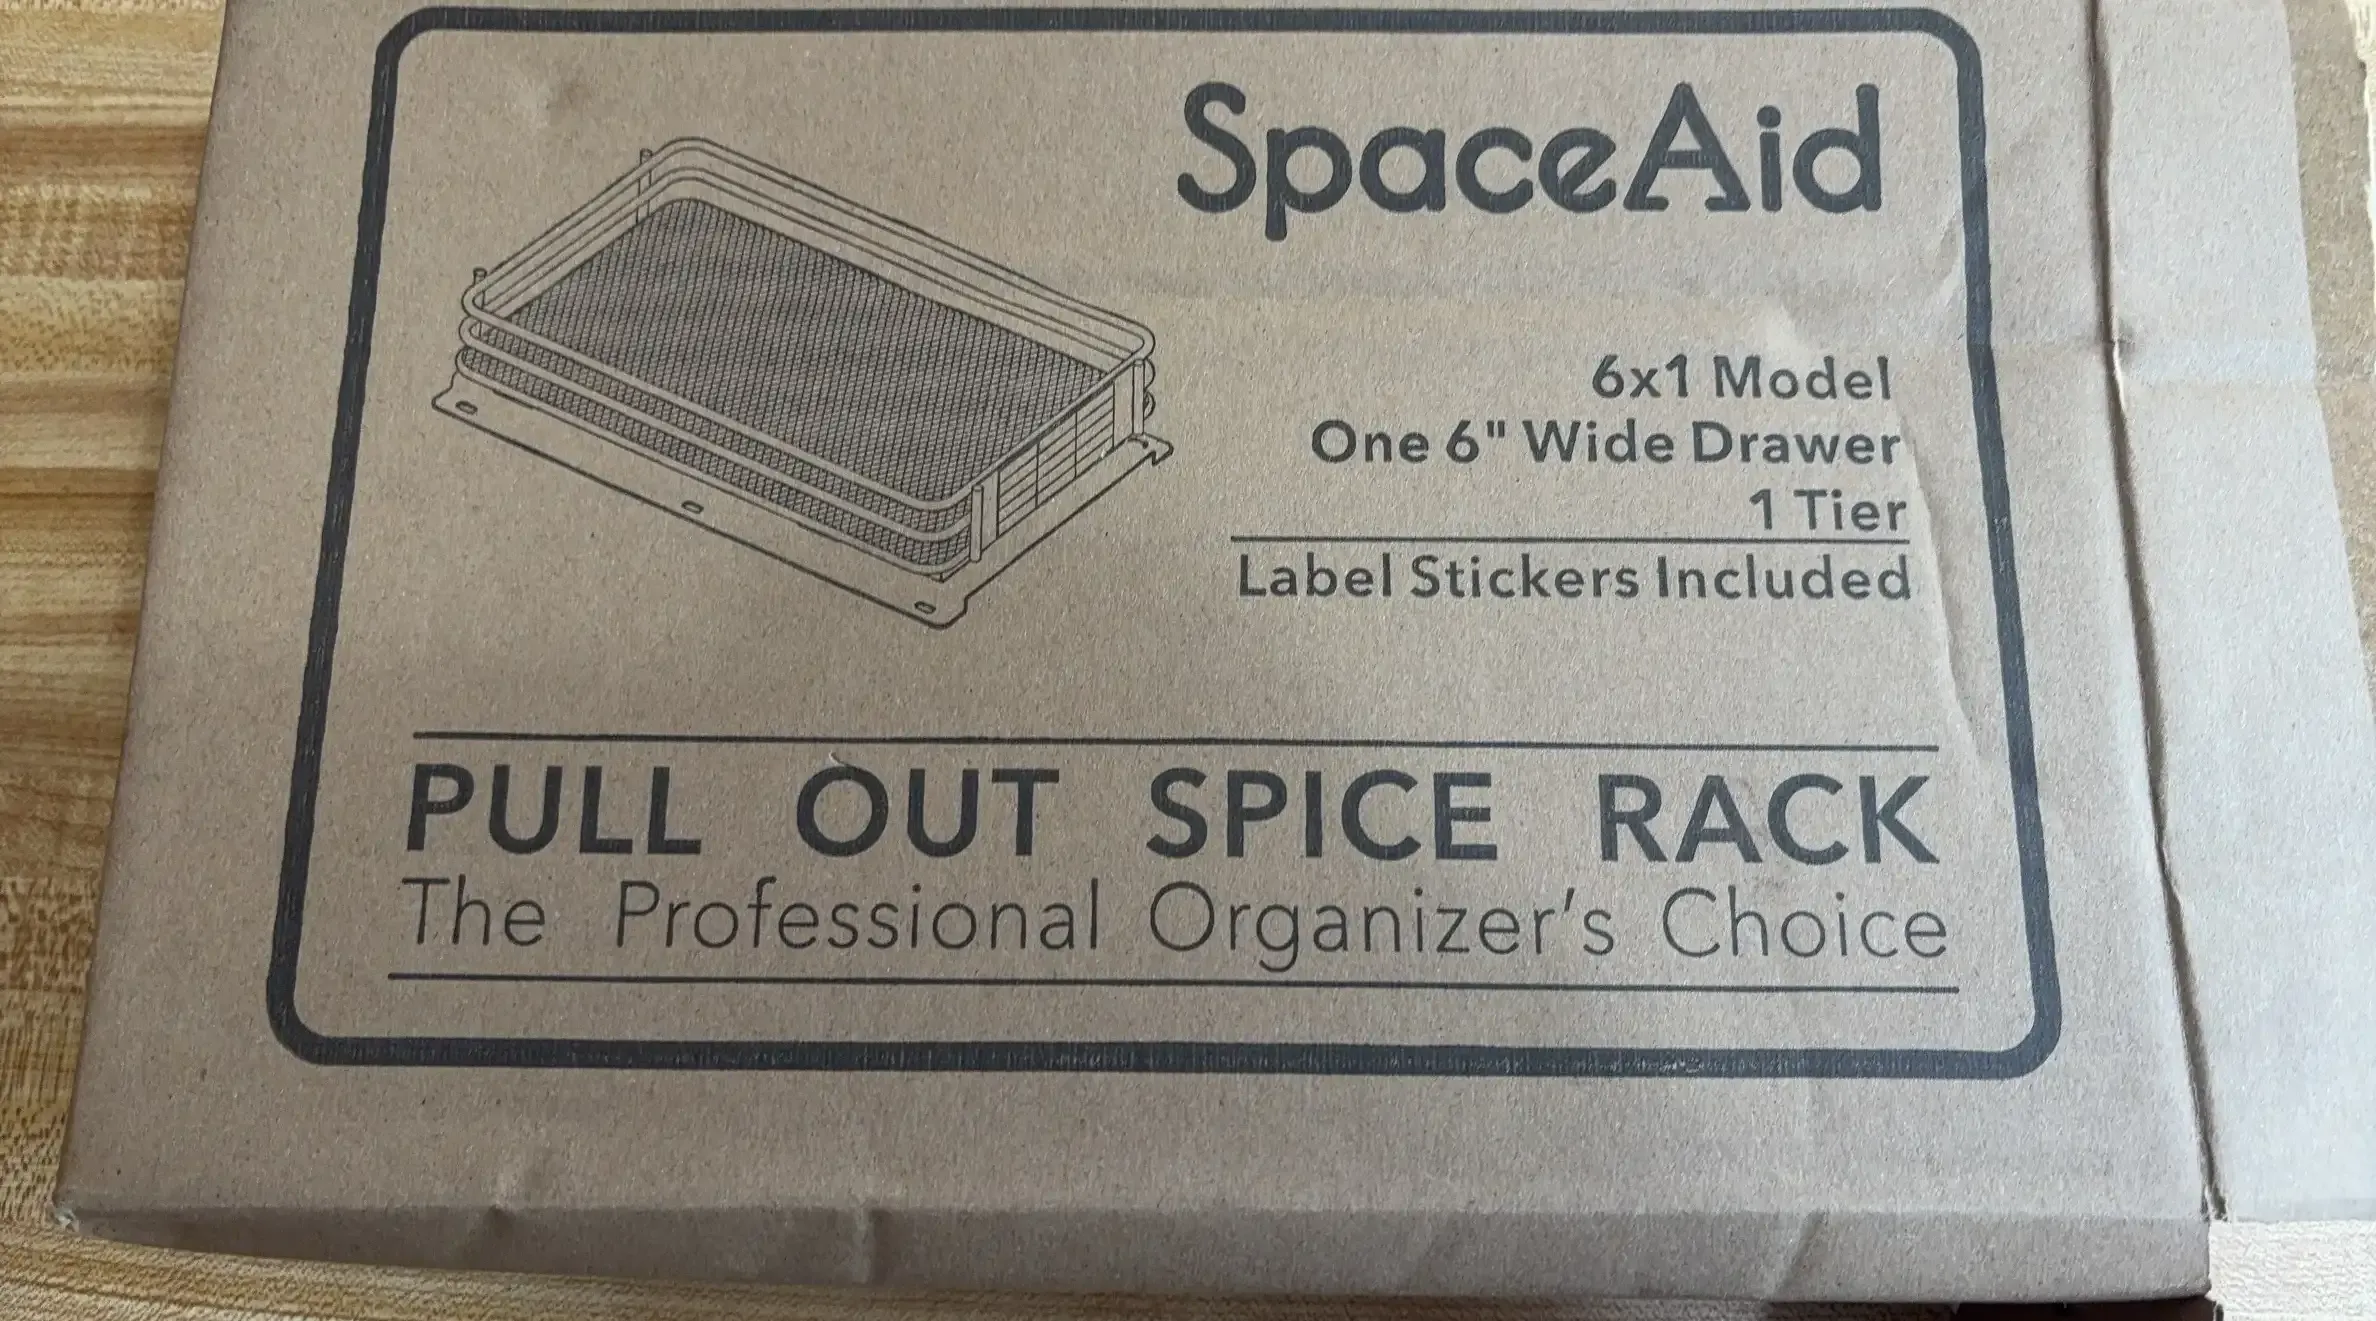 SpaceAid
6x1 Model
One 6" Wide Drawer
1 Tier
Label Stickers Included
PULL OUT SPICE RACK
The Professional Organizer's Choice